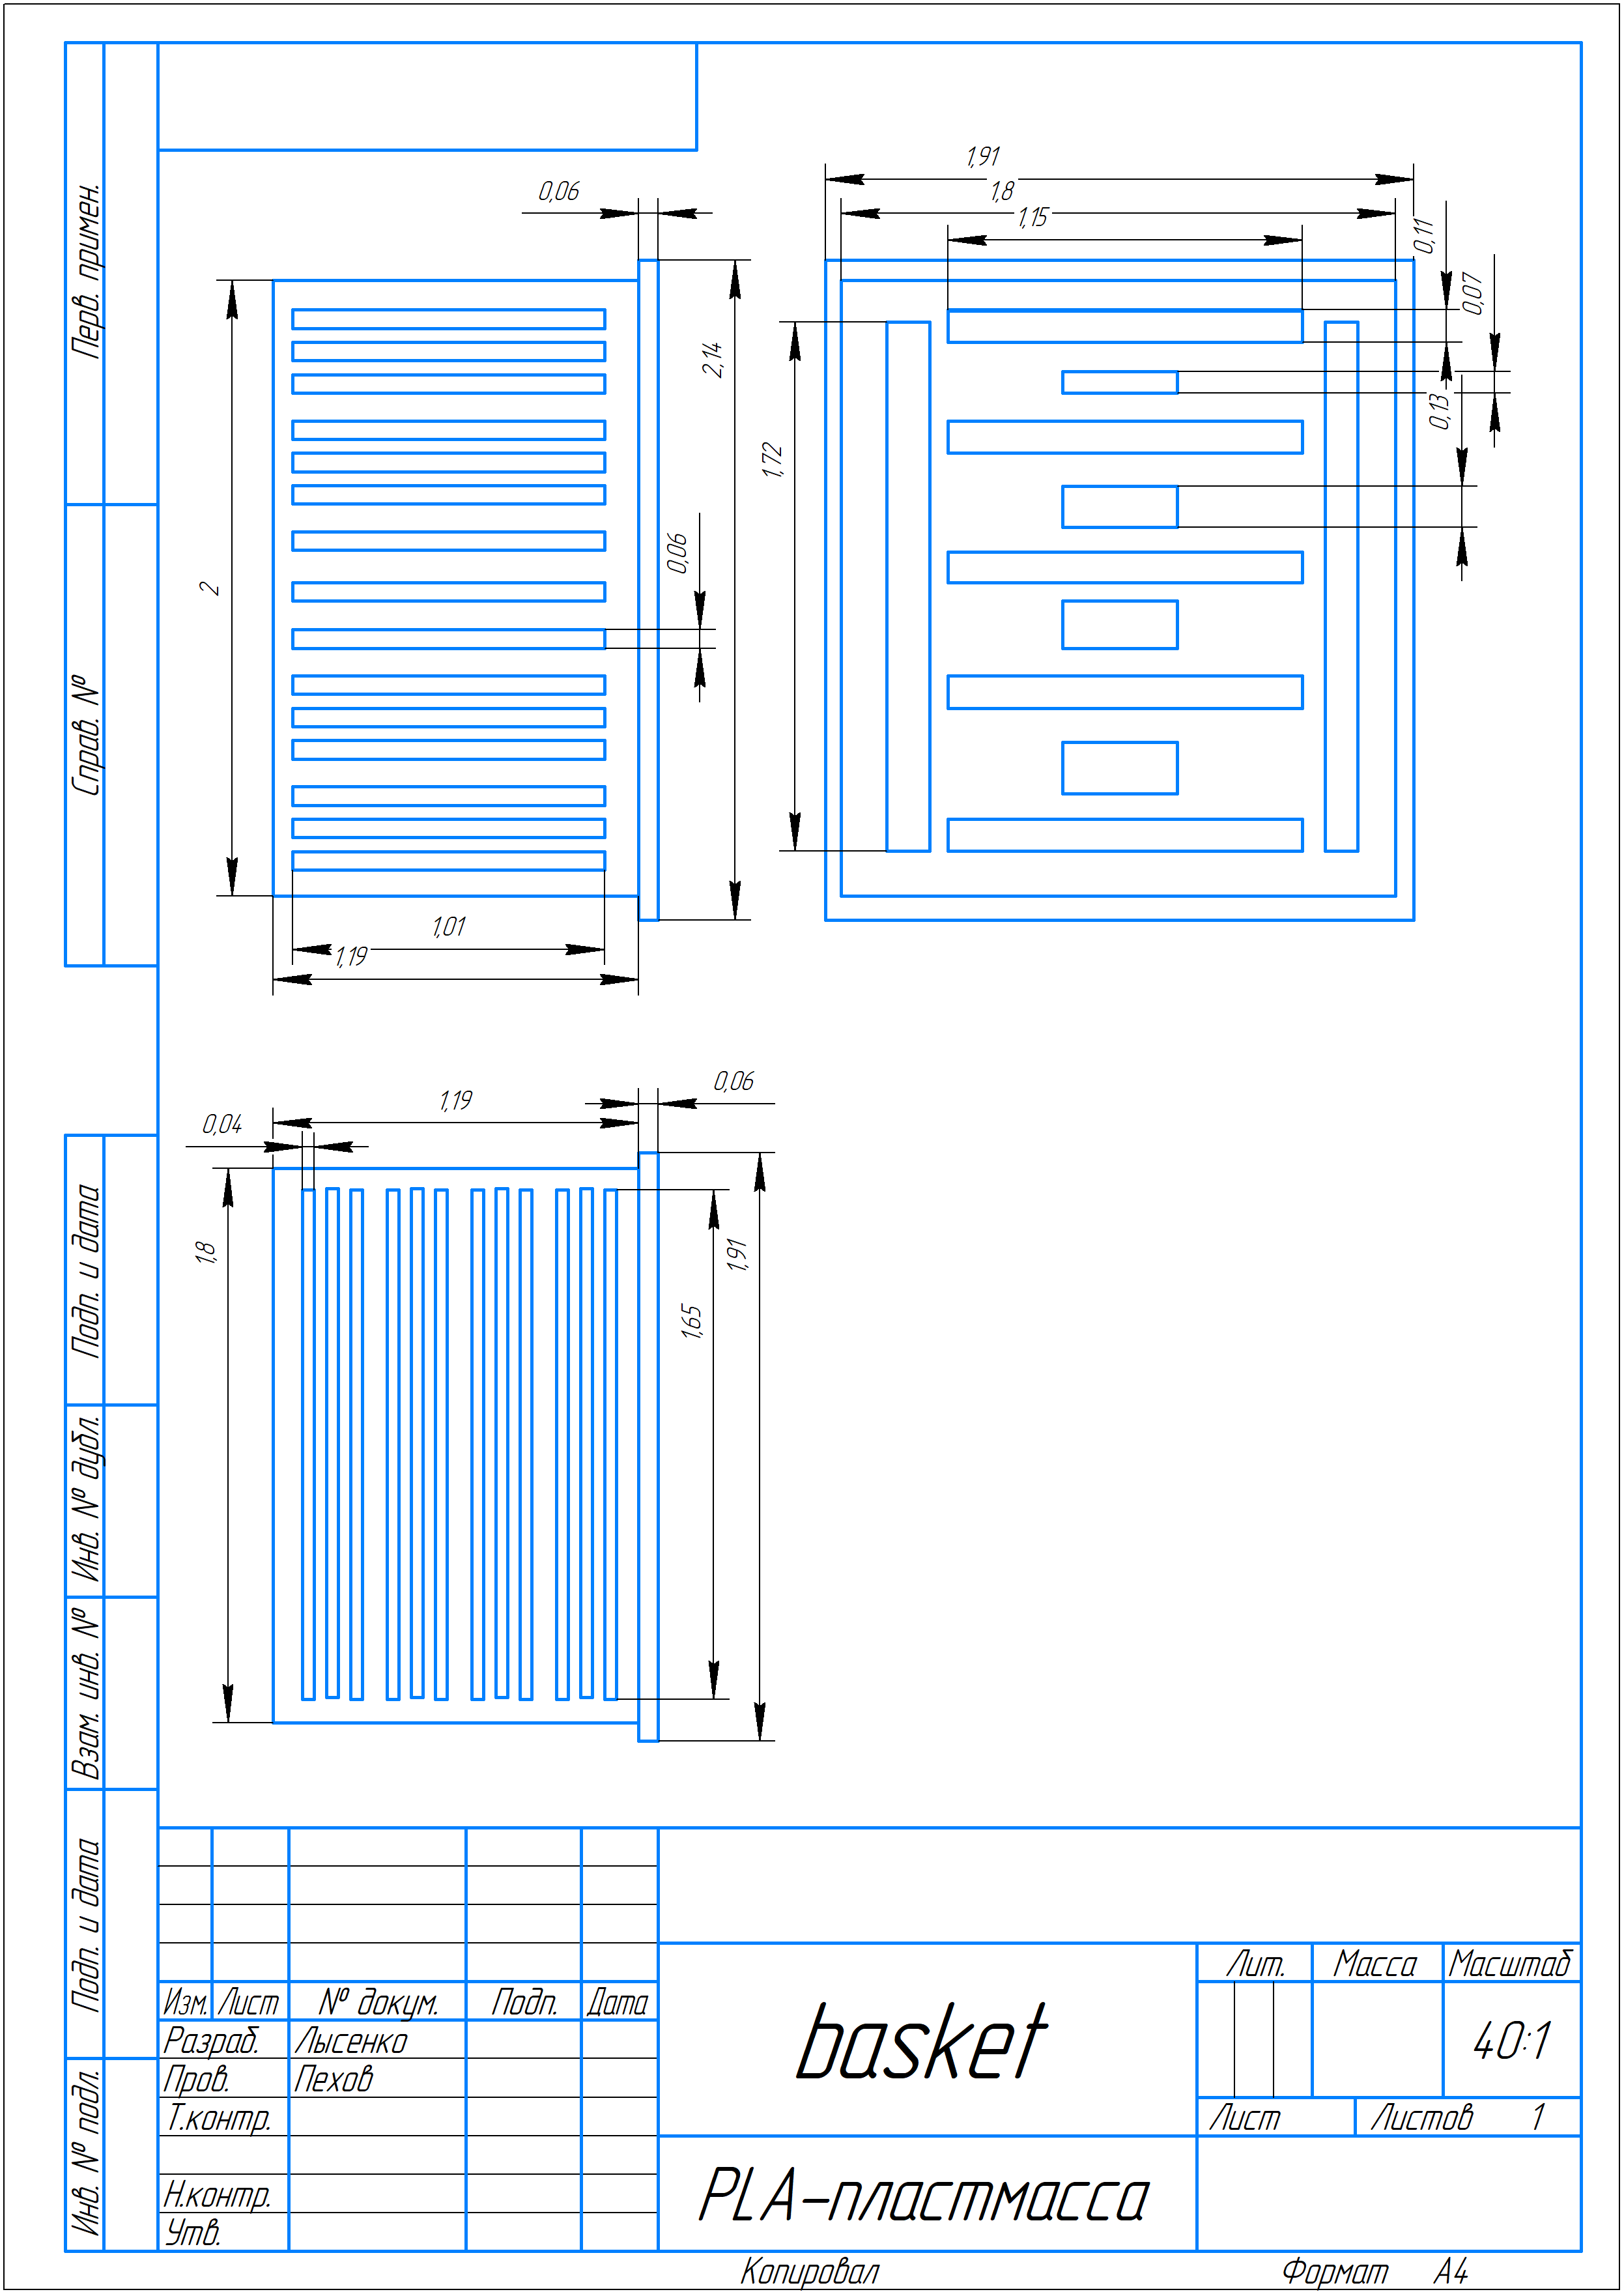 Перв. примен.
Справ. №
Подп. и дата
Инв. № дубл.
Взам. инв. №
Подп. и дата
Инв. № подл.
0,06
2
2,14
0,06
1,01
1,19
1,91
1,8
1,15
0,11
0,07
0,13
1,72
1,19
0,06
0,04
1,8
1,65
1,91
Изм. Лист № докум. Подп. Дата
Разраб. Лысенко
Пров. Пехов
Т.контр.
Н.контр.
Утв.
basket
PLA-пластмасса
Лит. Масса Масштаб
40:1
Лист Листов 1
Копировал Формат A4